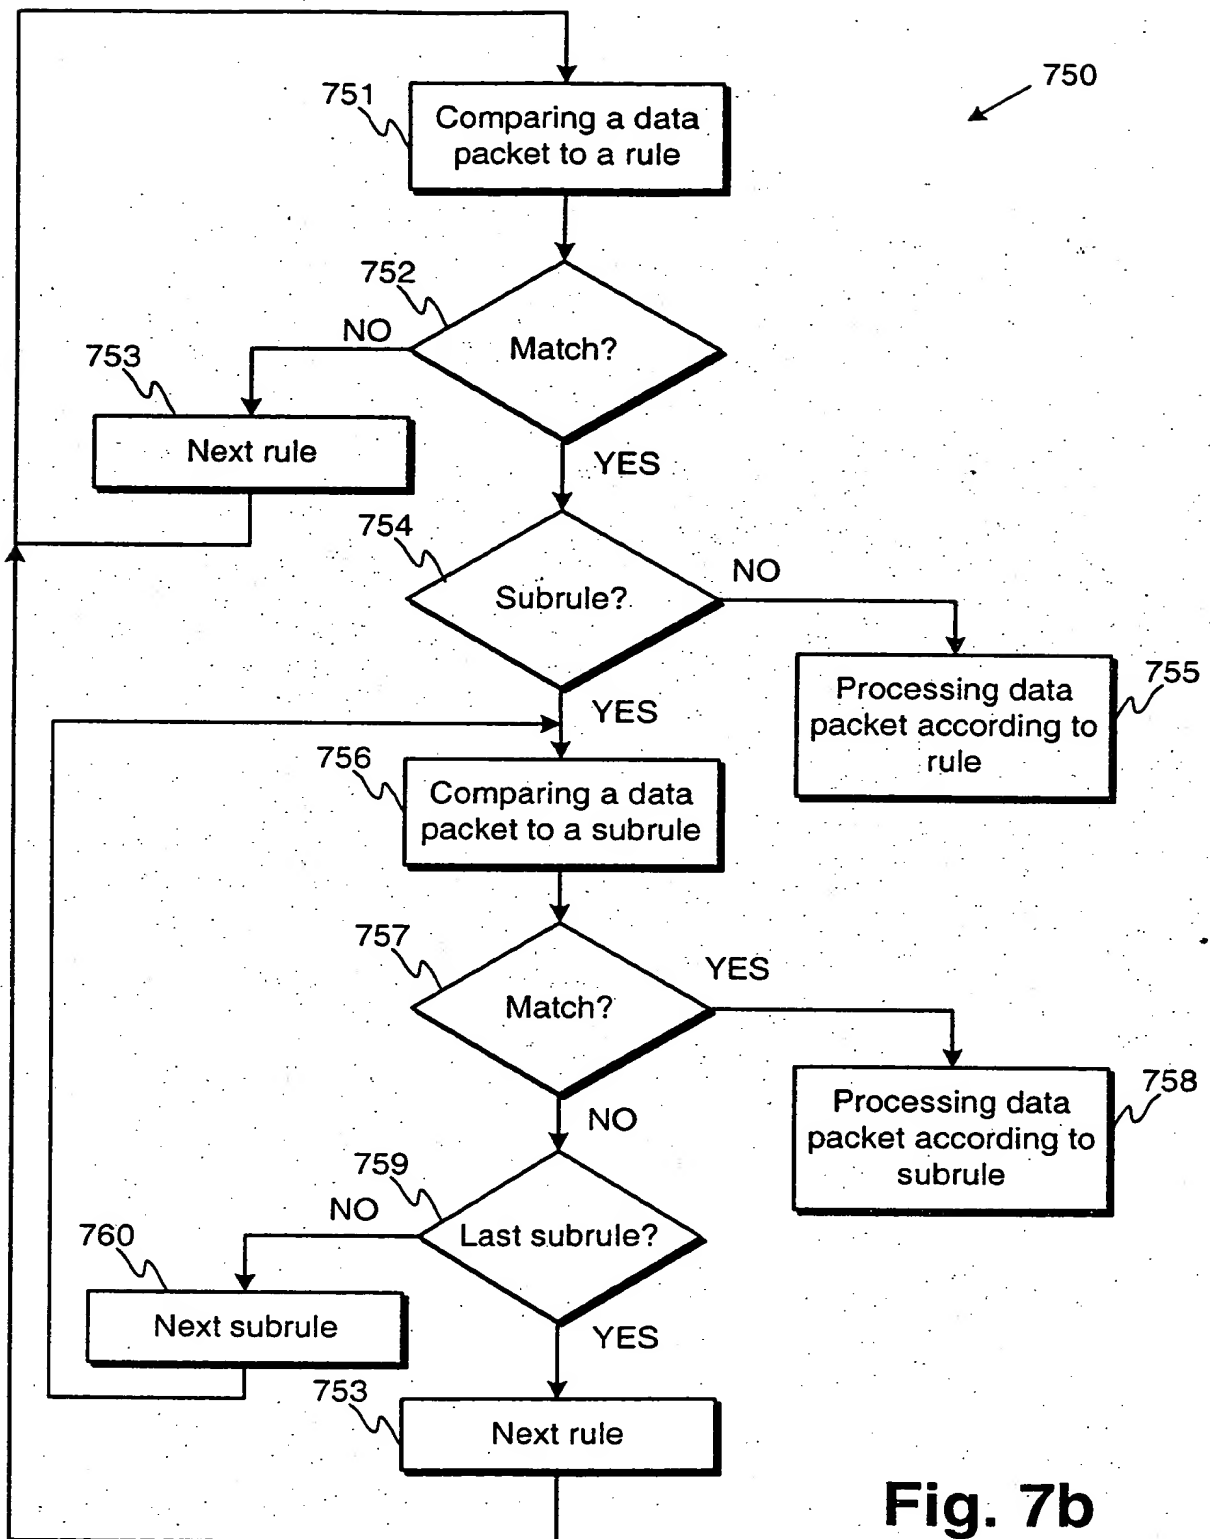 750
751
Comparing a data
packet to a rule
752
Match?
NO
753
Next rule
YES
754
Subrule?
NO
755
Processing data
packet according to
rule
YES
756
Comparing a data
packet to a subrule
757
Match?
YES
758
Processing data
packet according to
subrule
NO
759
Last subrule?
NO
760
Next subrule
YES
753
Next rule
Fig. 7b